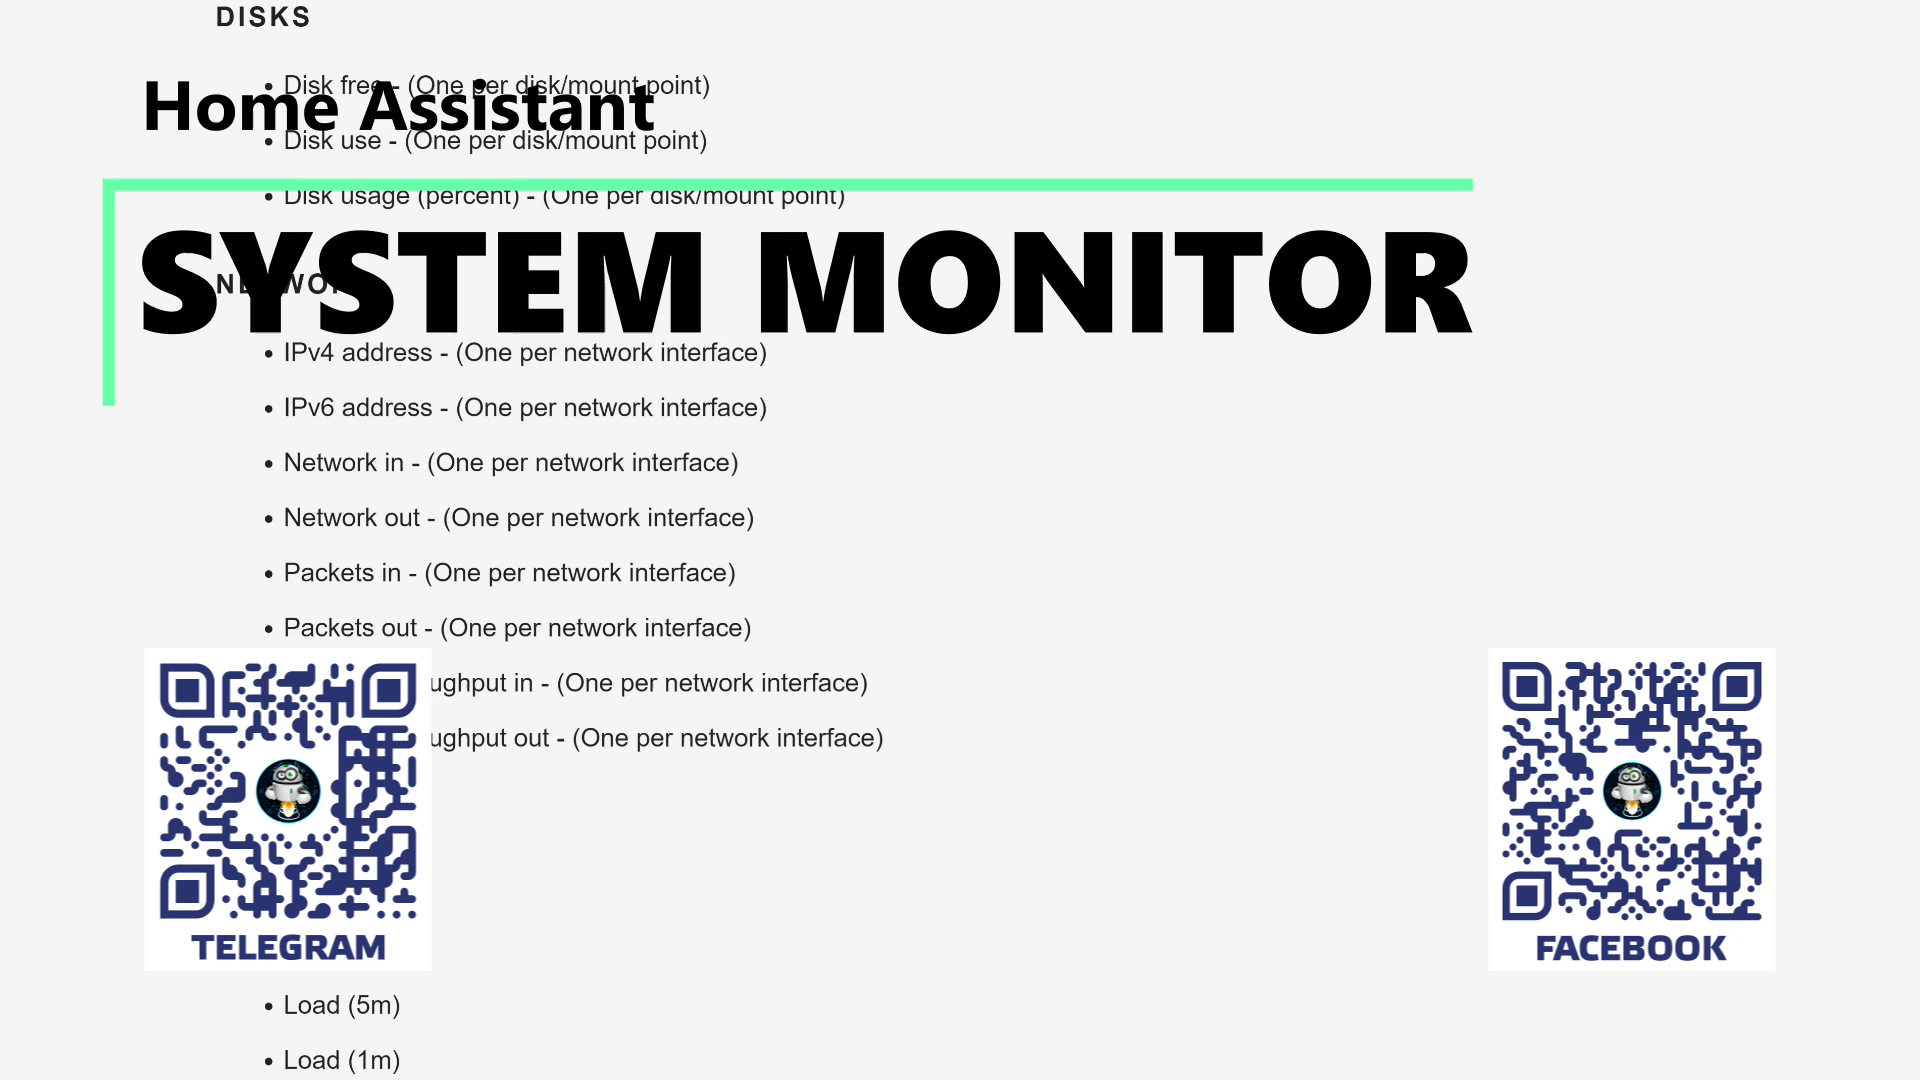 DISKS
Disk free - (One per disk/mount point)
Home Assistant
Disk use - (One per disk/mount point)
Disk usage (percent) - (One per disk/mount point)
SYSTEM MONITOR
IPv4 address - (One per network interface)
IPv6 address - (One per network interface)
Network in - (One per network interface)
Network out - (One per network interface)
Packets in - (One per network interface)
Packets out - (One per network interface)
ughput in - (One per network interface)
ughput out - (One per network interface)
TELEGRAM
FACEBOOK
Load (5m)
Load (1m)